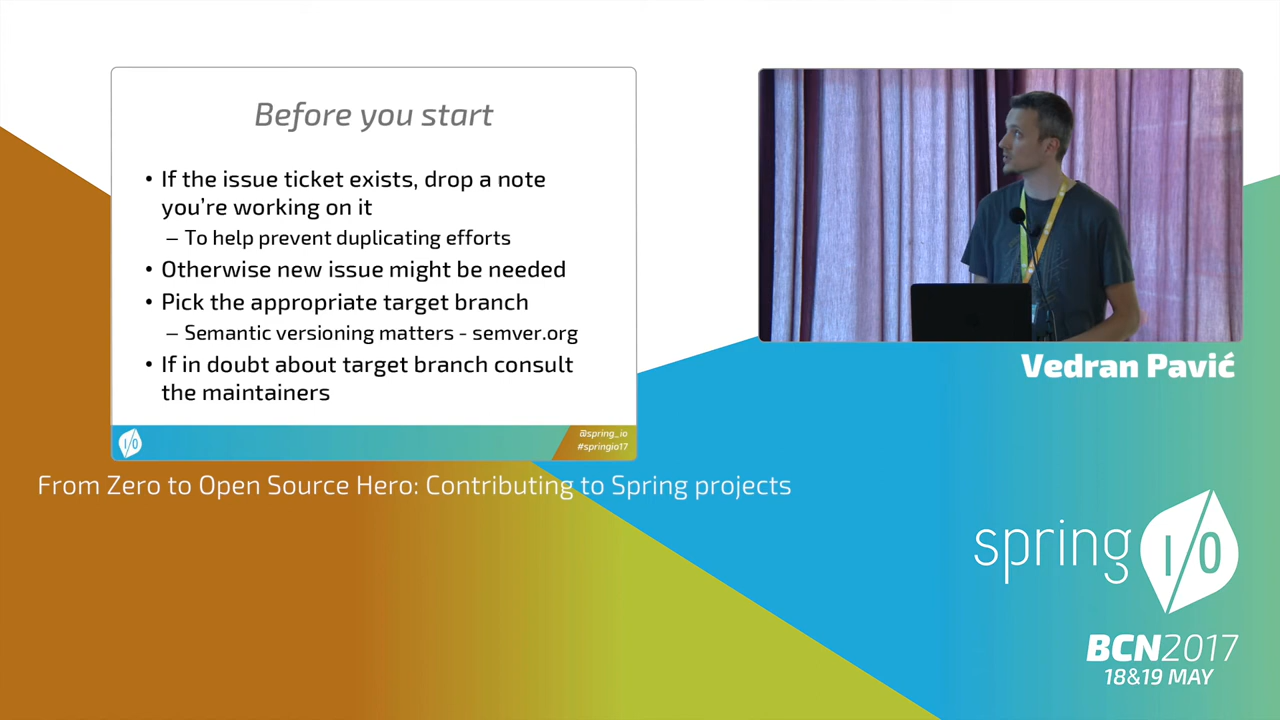 Before you start
• If the issue ticket exists, drop a note
you're working on it
– To help prevent duplicating efforts
• Otherwise new issue might be needed
• Pick the appropriate target branch
– Semantic versioning matters - semver.org
• If in doubt about target branch consult
the maintainers
I/O
@spring_io
#springio17
Vedran Pavić
From Zero to Open Source Hero: Contributing to Spring projects
spring I/O
BCN2017
18&19 MAY